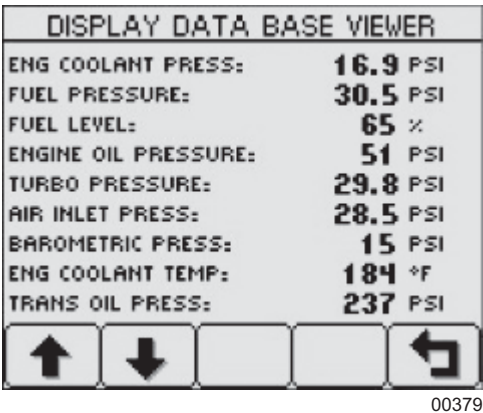 DISPLAY DATA BASE VIEWER
ENG COOLANT PRESS: 16.9 PSI
FUEL PRESSURE: 30.5 PSI
FUEL LEVEL: 65 %
ENGINE OIL PRESSURE: 51 PSI
TURBO PRESSURE: 29.8 PSI
AIR INLET PRESS: 28.5 PSI
BAROMETRIC PRESS: 15 PSI
ENG COOLANT TEMP: 184 °F
TRANS OIL PRESS: 237 PSI
00379